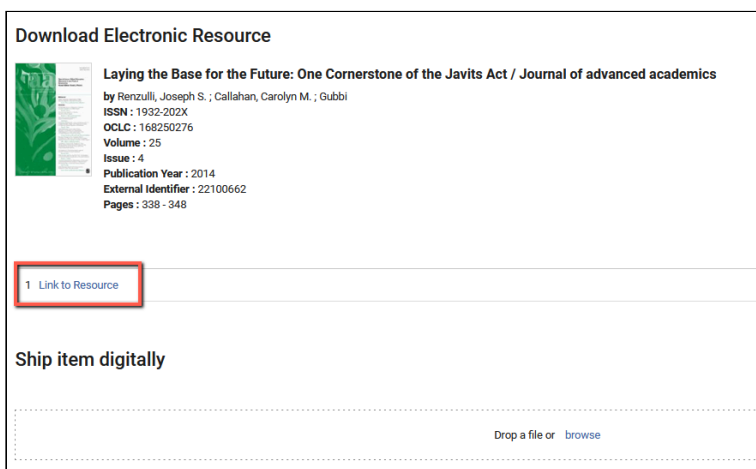 Download Electronic Resource
Laying the Base for the Future: One Cornerstone of the Javits Act / Journal of advanced academics
by Renzulli, Joseph S. ; Callahan, Carolyn M. ; Gubbi
ISSN : 1932-202X
OCLC : 168250276
Volume : 25
Issue : 4
Publication Year : 2014
External Identifier : 22100662
Pages : 338 - 348
1 Link to Resource
Ship item digitally
Drop a file or browse